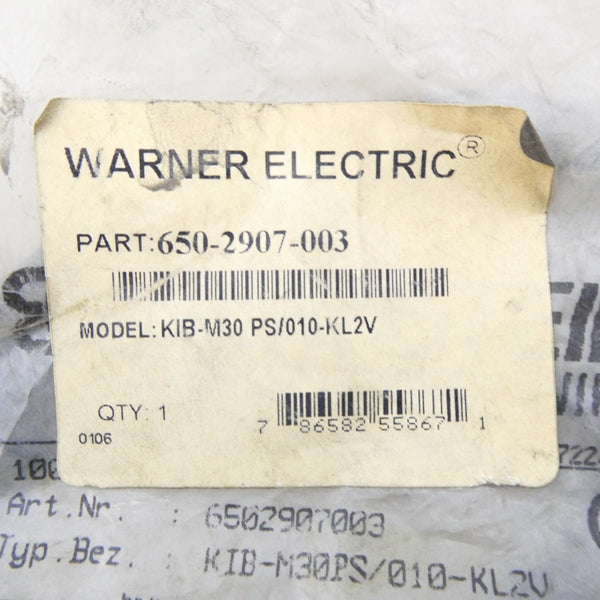 WARNER ELECTRIC®
PART:650-2907-003
MODEL:KIB-M30 PS/010-KL2V
QTY: 1
0106
7 86582 55867 1
100
Art.Nr. : 6502907003
Typ.Bez. : KIB-M30PS/010-KL2V